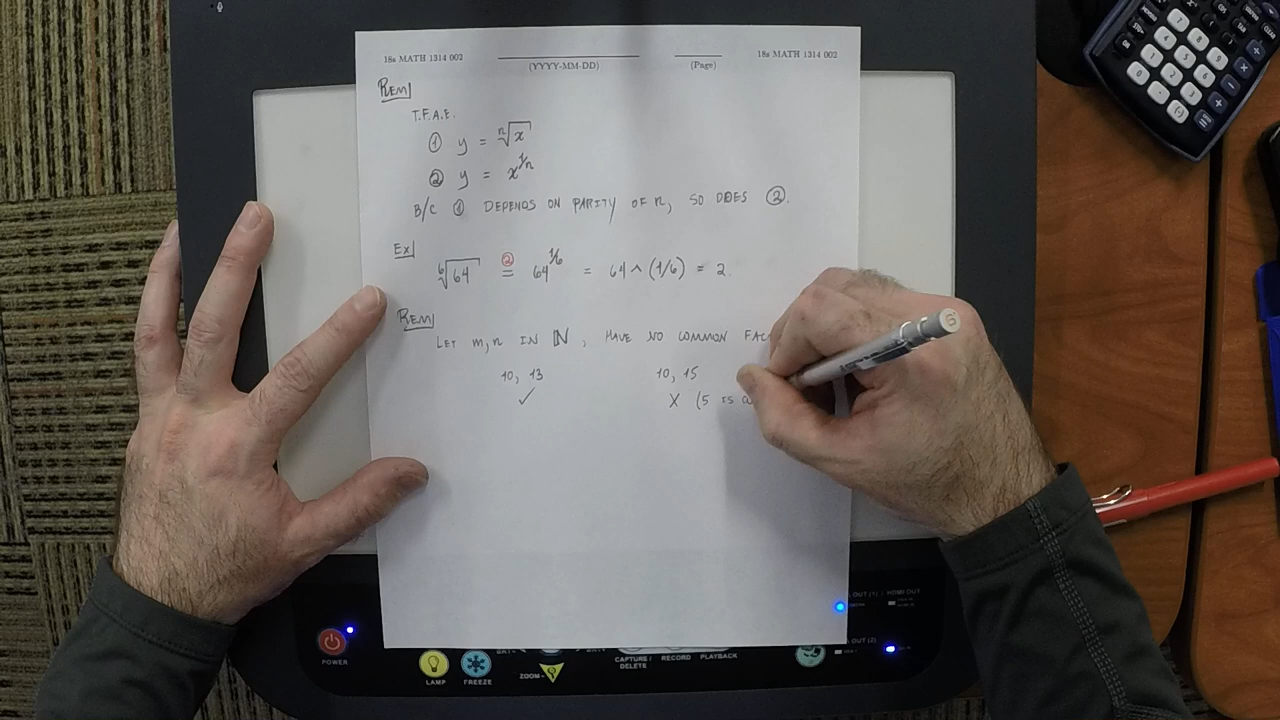 18s MATH 1314 002 (YYYY-MM-DD) (Page) 18s MATH 1314 002
REM
T.F.A.E.
① y = ⁿ√x
② y = x^1/n
B/C ① DEPENDS ON PARITY OF n, SO DOES ②.
Ex
⁶√64 ②= 64^1/6 = 64 ^ (1/6) = 2.
REM
LET m,n IN ℕ, HAVE NO COMMON FAC
10, 13 10, 15
✓ X (5 IS
POWER
LAMP
FREEZE
ZOOM
CAPTURE / DELETE
RECORD
PLAYBACK